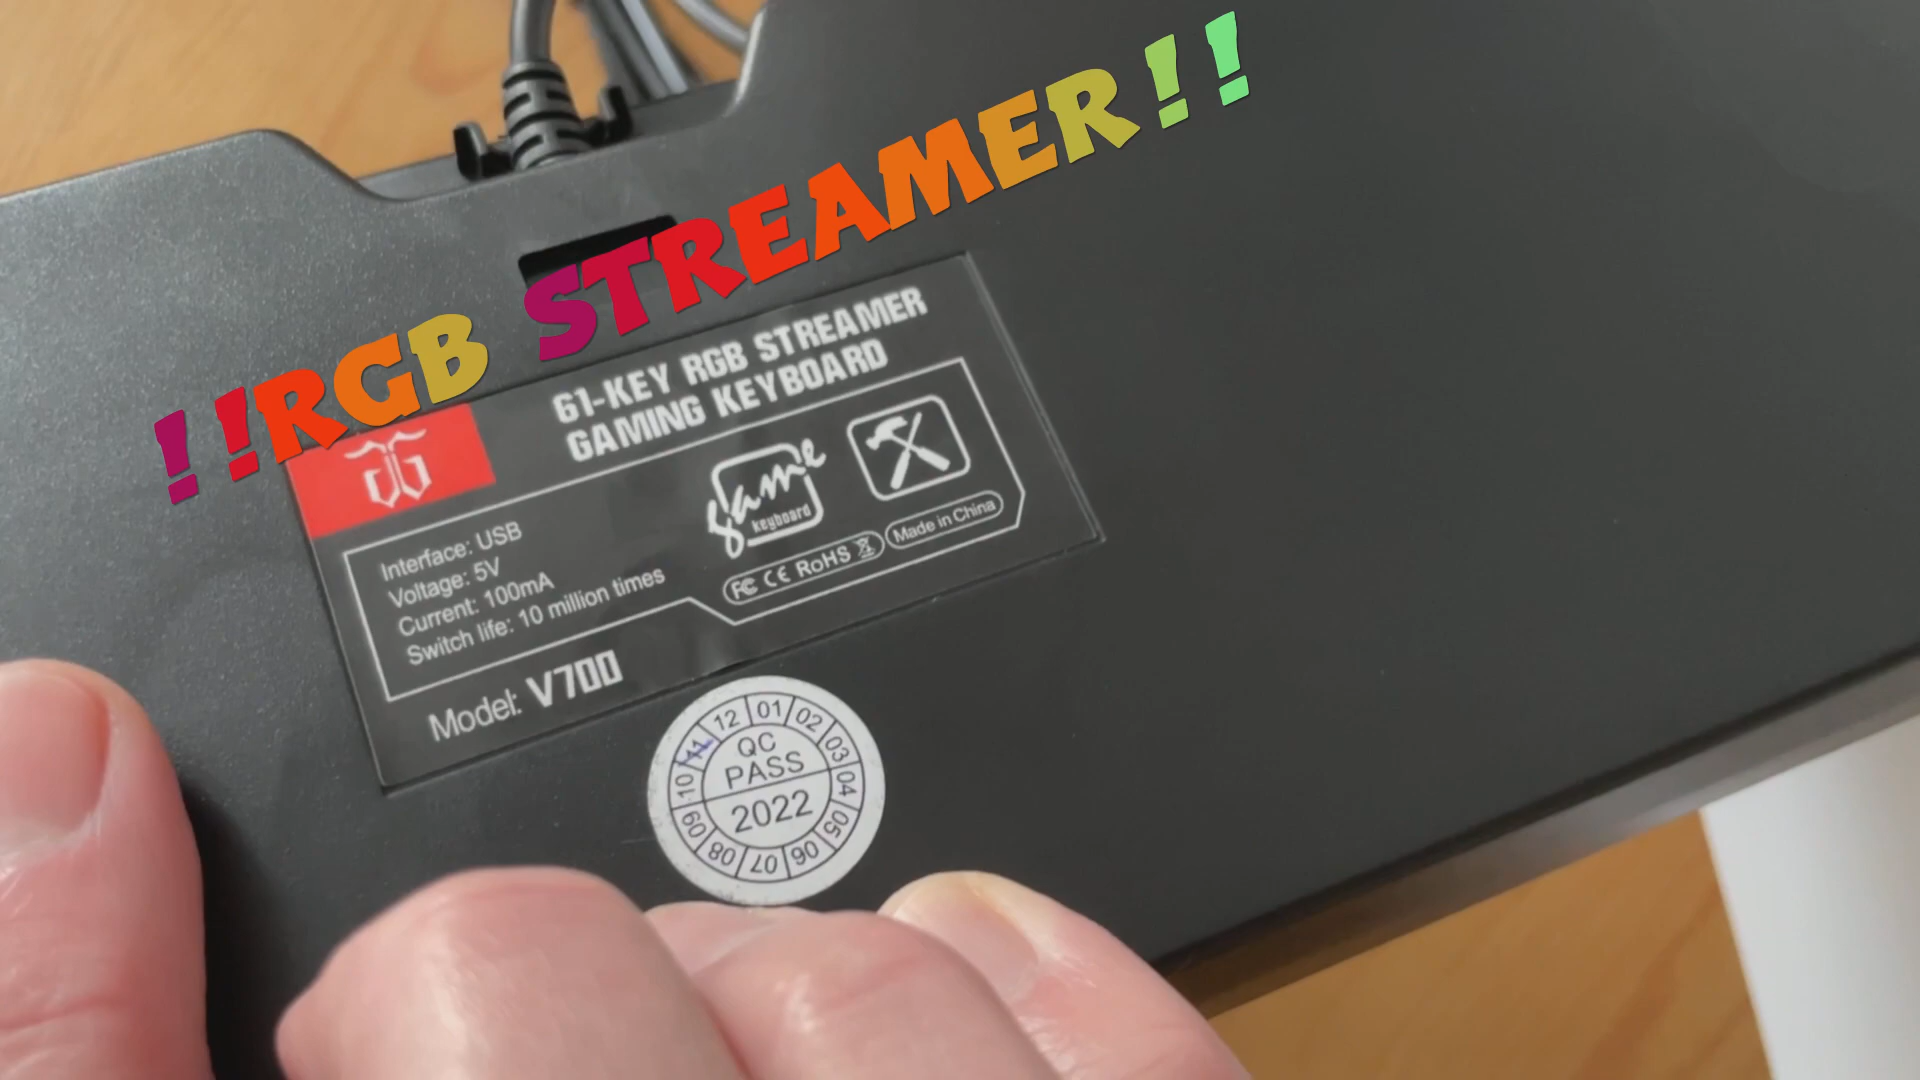 !!RGB STREAMER!!
61-KEY RGB STREAMER
GAMING KEYBOARD
Interface: USB
Voltage: 5V
Current: 100mA
Switch life: 10 million times
game
keyboard
FC CE RoHS
Made in China
Model: V700
QC
PASS
2022
01 02 03 04 05 06 07 08 09 10 11 12